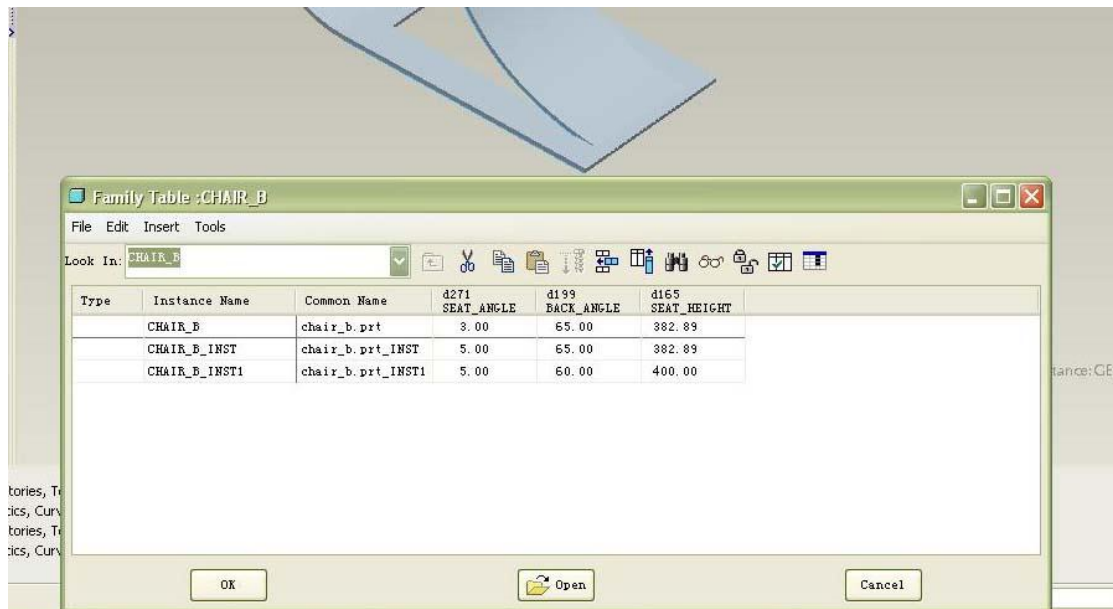 Family Table :CHAIR_B
File Edit Insert Tools
Look In: CHAIR_B
Type Instance Name Common Name d271 SEAT_ANGLE d199 BACK_ANGLE d165 SEAT_HEIGHT
CHAIR_B chair_b.prt 3.00 65.00 382.89
CHAIR_B_INST chair_b.prt_INST 5.00 65.00 382.89
CHAIR_B_INST1 chair_b.prt_INST1 5.00 60.00 400.00
tance:GE
tories, T
tics, Curv
tories, T
tics, Curv
OK Open Cancel